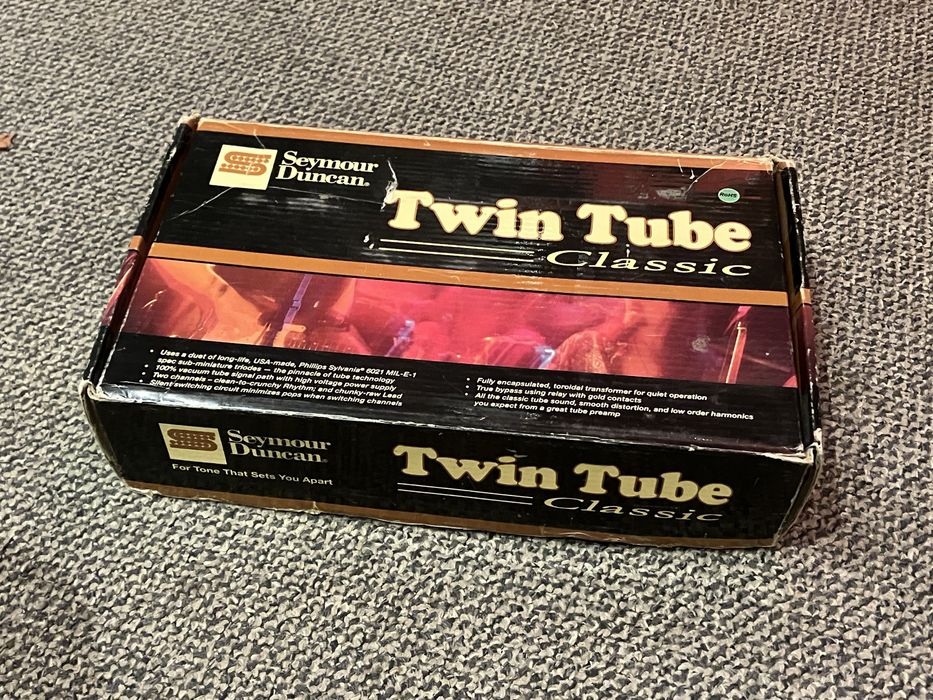 Seymour
Duncan®
RoHS
Twin Tube
Classic
• Uses a duet of long-life, USA-made, Phillips Sylvania® 6021 MIL-E-1
spec sub-miniature triodes — the pinnacle of tube technology
• 100% vacuum tube signal path with high voltage power supply
• Two channels – clean-to-crunchy Rhythm; and chunky-raw Lead
• Silent switching circuit minimizes pops when switching channels
• Fully encapsulated, toroidal transformer for quiet operation
• True bypass using relay with gold contacts
• All the classic tube sound, smooth distortion, and low order harmonics
you expect from a great tube preamp
Seymour
Duncan®
For Tone That Sets You Apart
Twin Tube
Classic